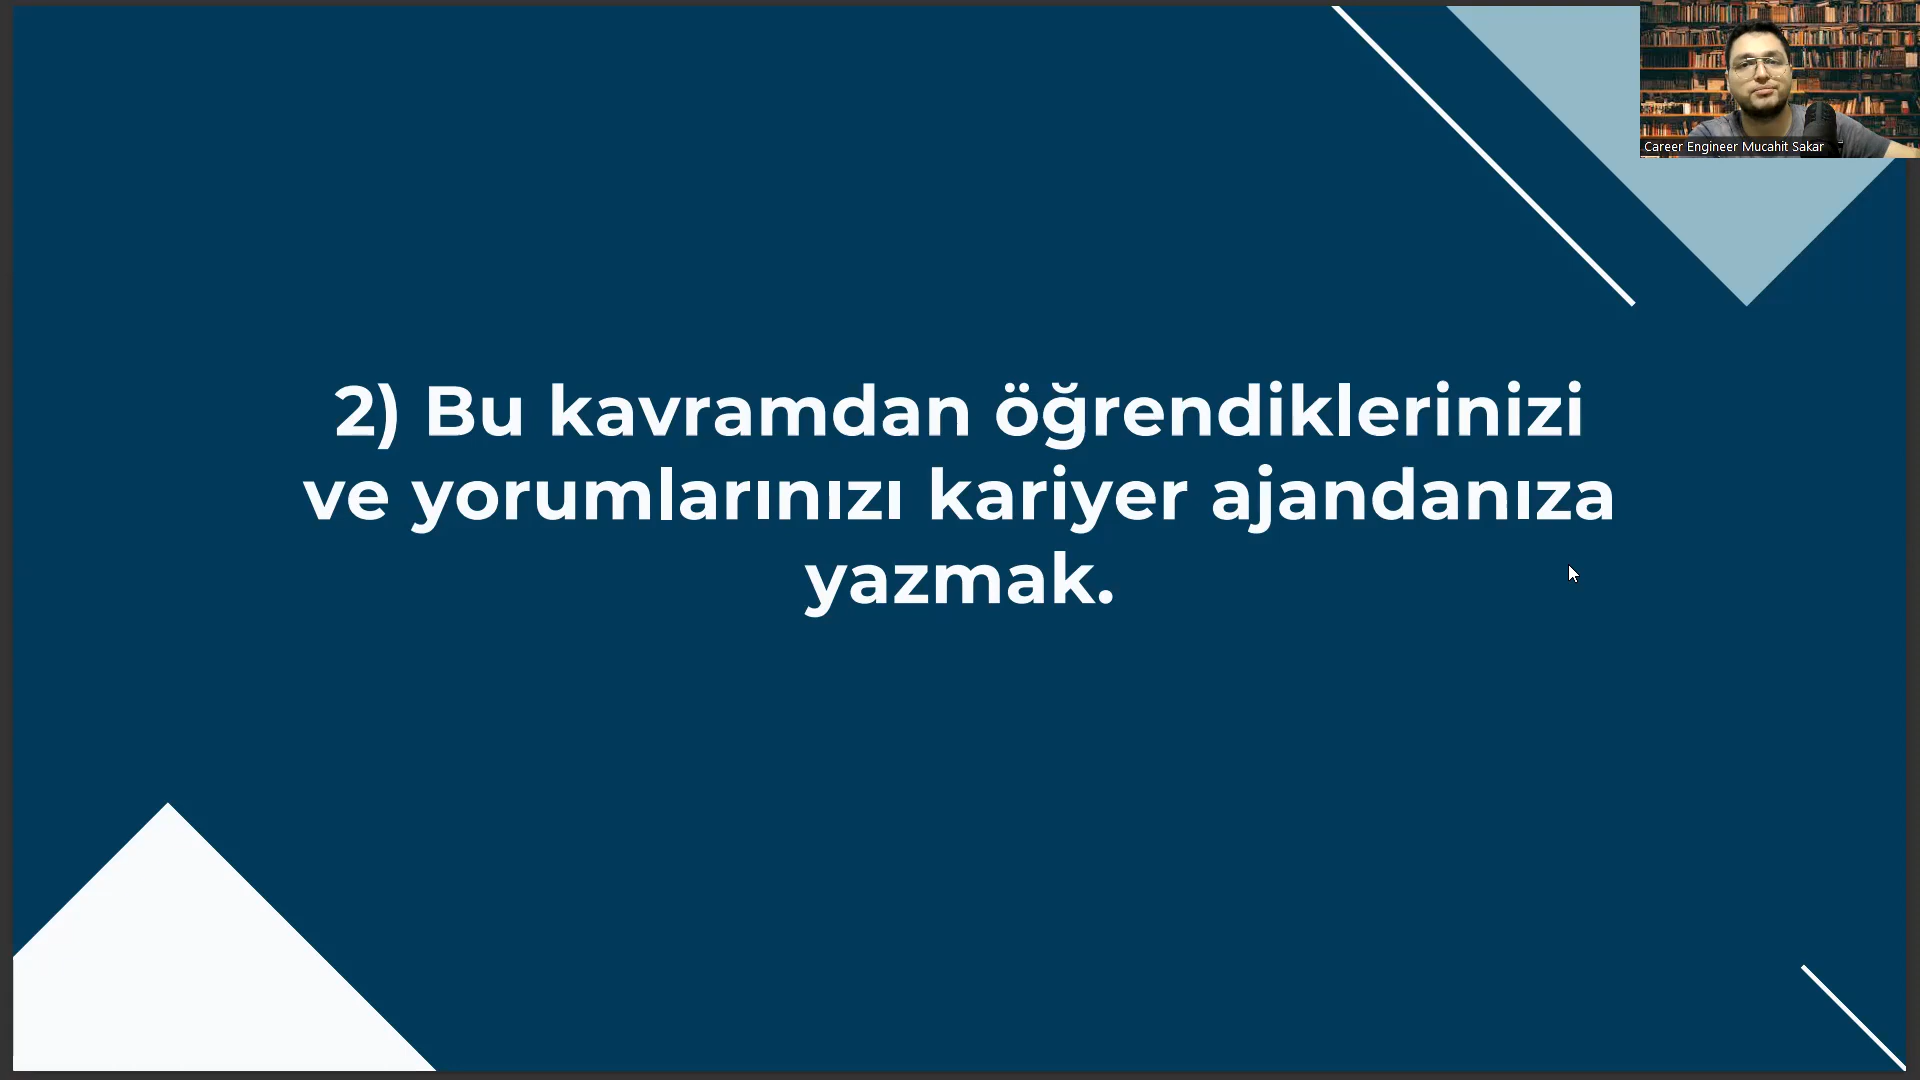 Career Engineer Mucahit Sakar
2) Bu kavramdan öğrendiklerinizi
ve yorumlarınızı kariyer ajandanıza
yazmak.